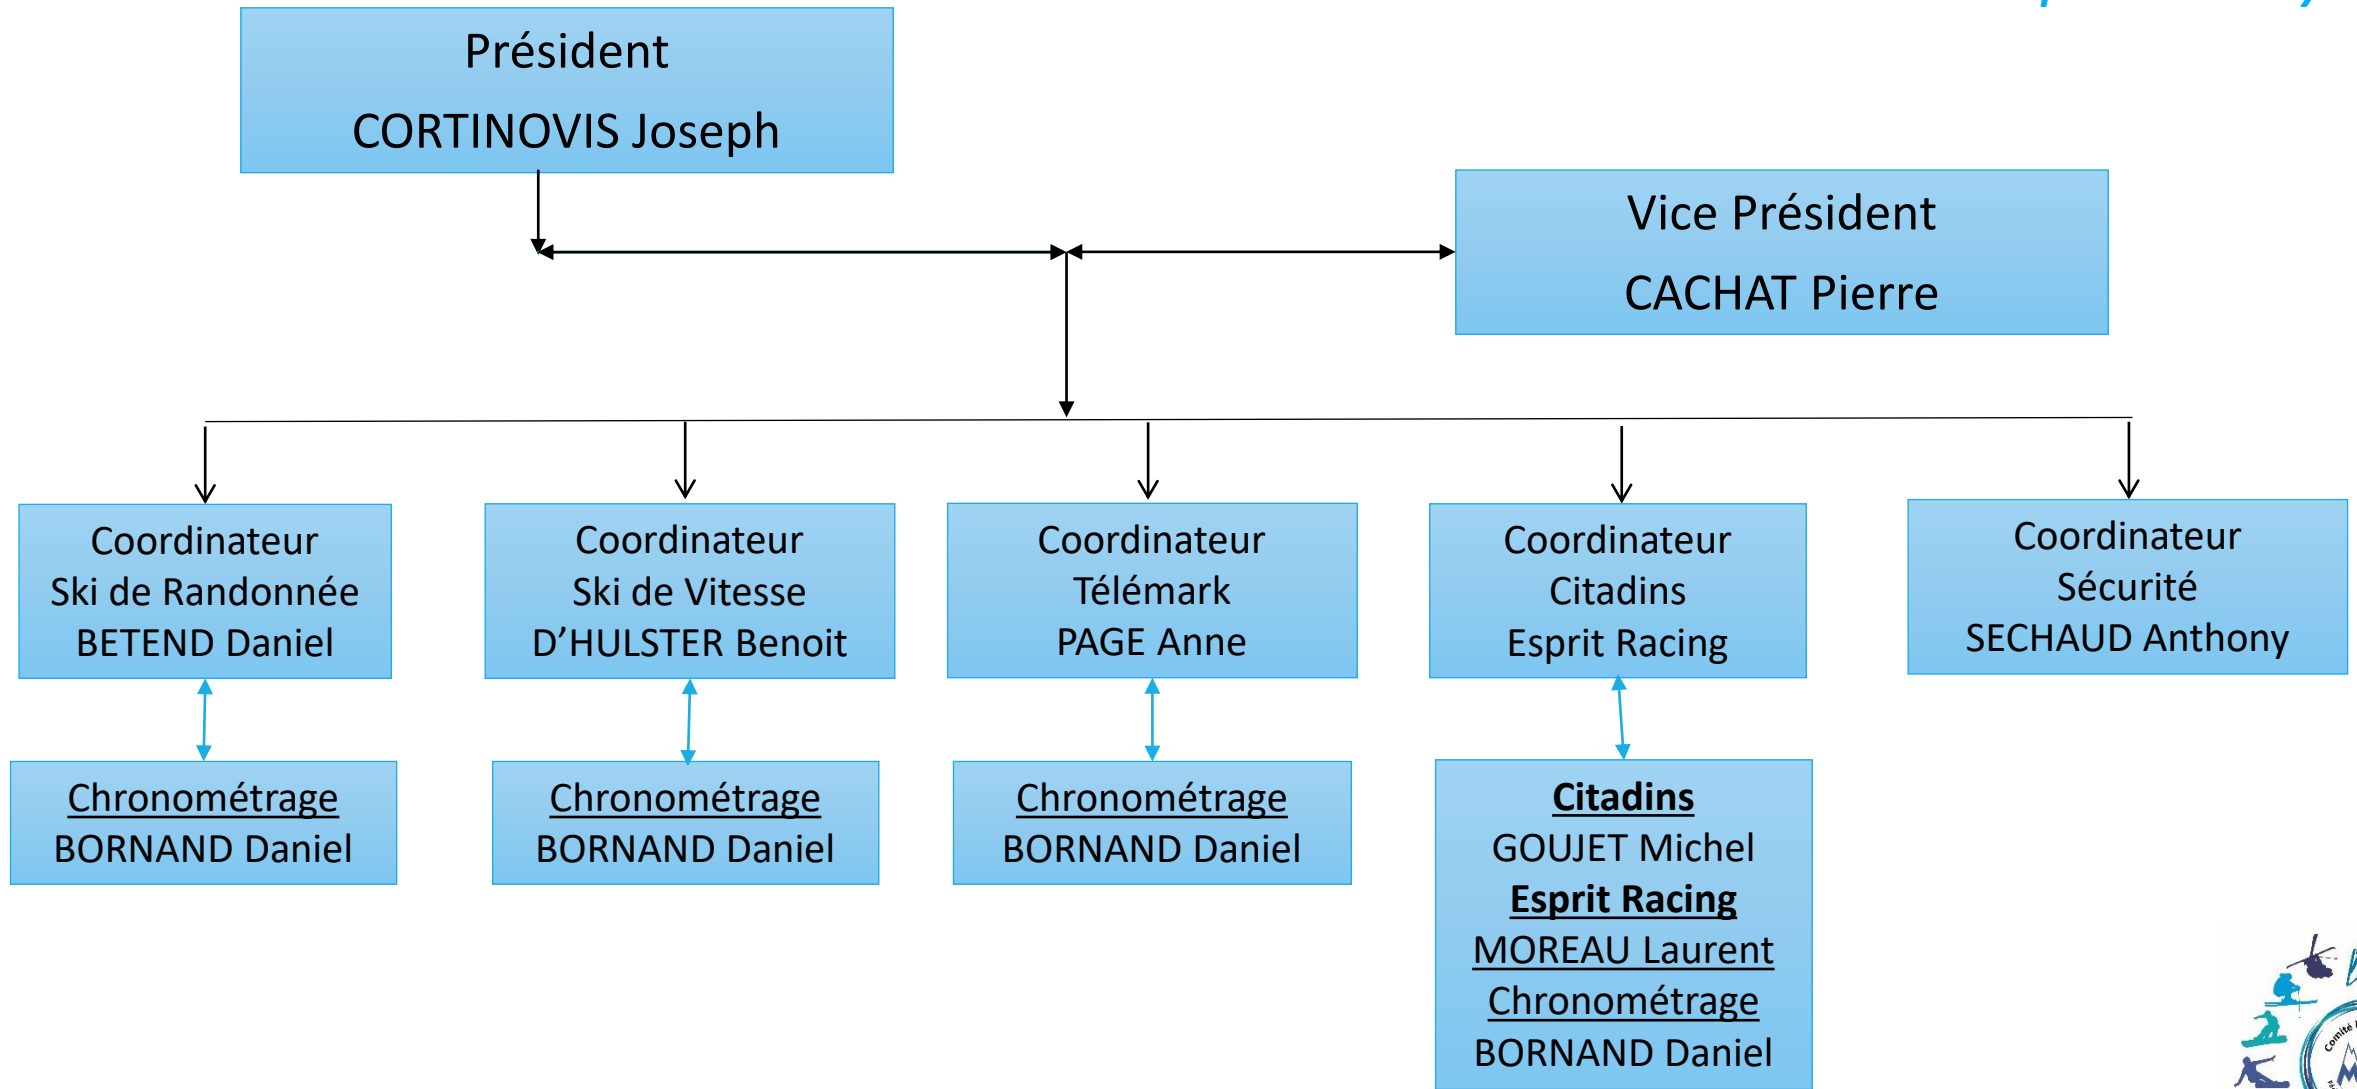 Président
CORTINOVIS Joseph
Vice Président
CACHAT Pierre
Coordinateur
Ski de Randonnée
BETEND Daniel
Coordinateur
Ski de Vitesse
D’HULSTER Benoit
Coordinateur
Télémark
PAGE Anne
Coordinateur
Citadins
Esprit Racing
Coordinateur
Sécurité
SECHAUD Anthony
Chronométrage
BORNAND Daniel
Chronométrage
BORNAND Daniel
Chronométrage
BORNAND Daniel
Citadins
GOUJET Michel
Esprit Racing
MOREAU Laurent
Chronométrage
BORNAND Daniel
Comité